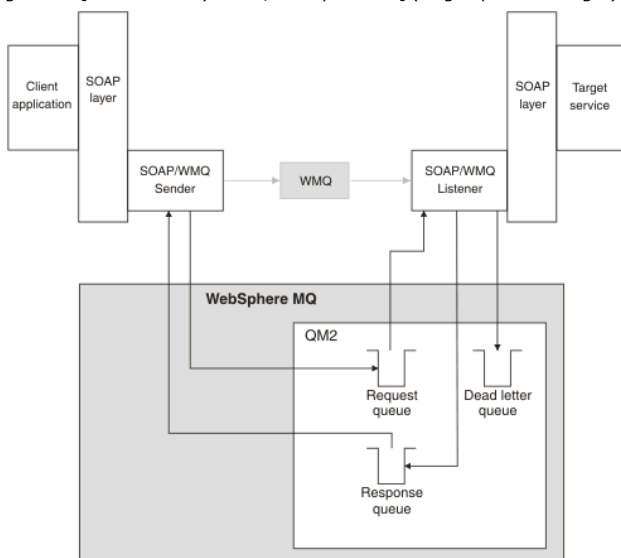 Client
application
SOAP
layer
SOAP/WMQ
Sender
WMQ
SOAP/WMQ
Listener
SOAP
layer
Target
service
WebSphere MQ
QM2
Request
queue
Dead letter
queue
Response
queue